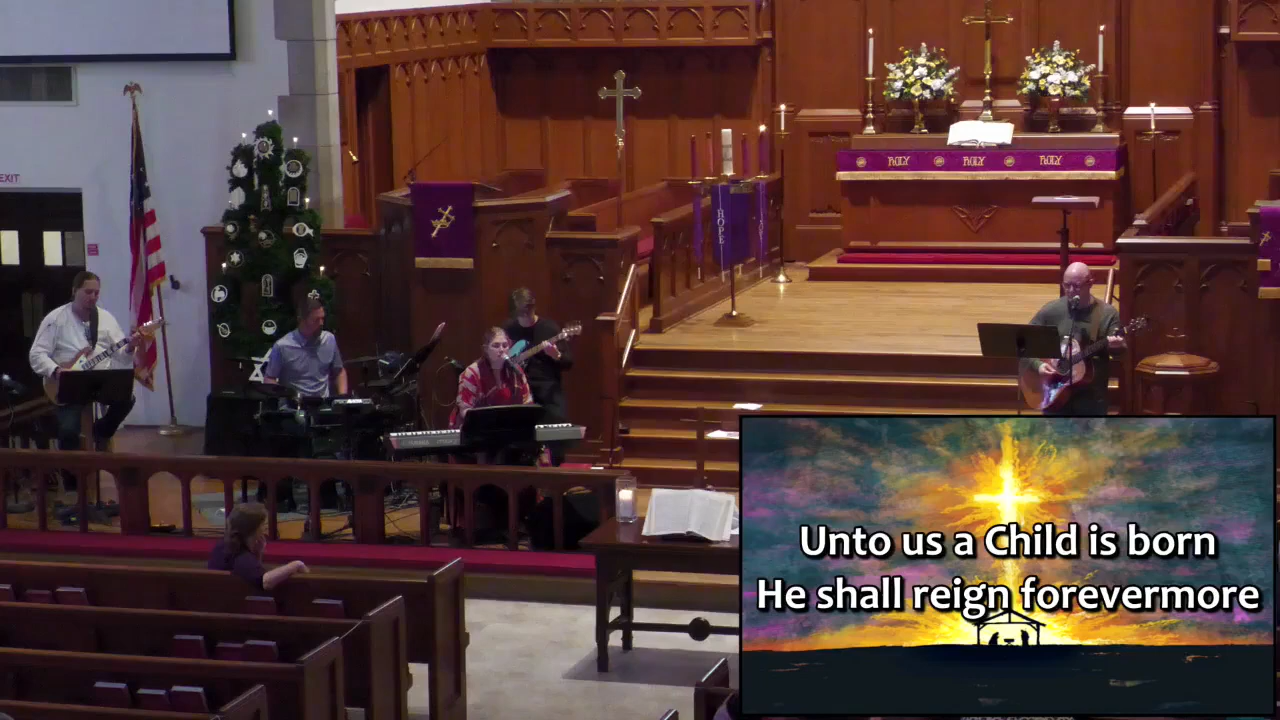 EXIT
HOLY
HOLY
HOLY
HOPE
Unto us a Child is born
He shall reign forevermore